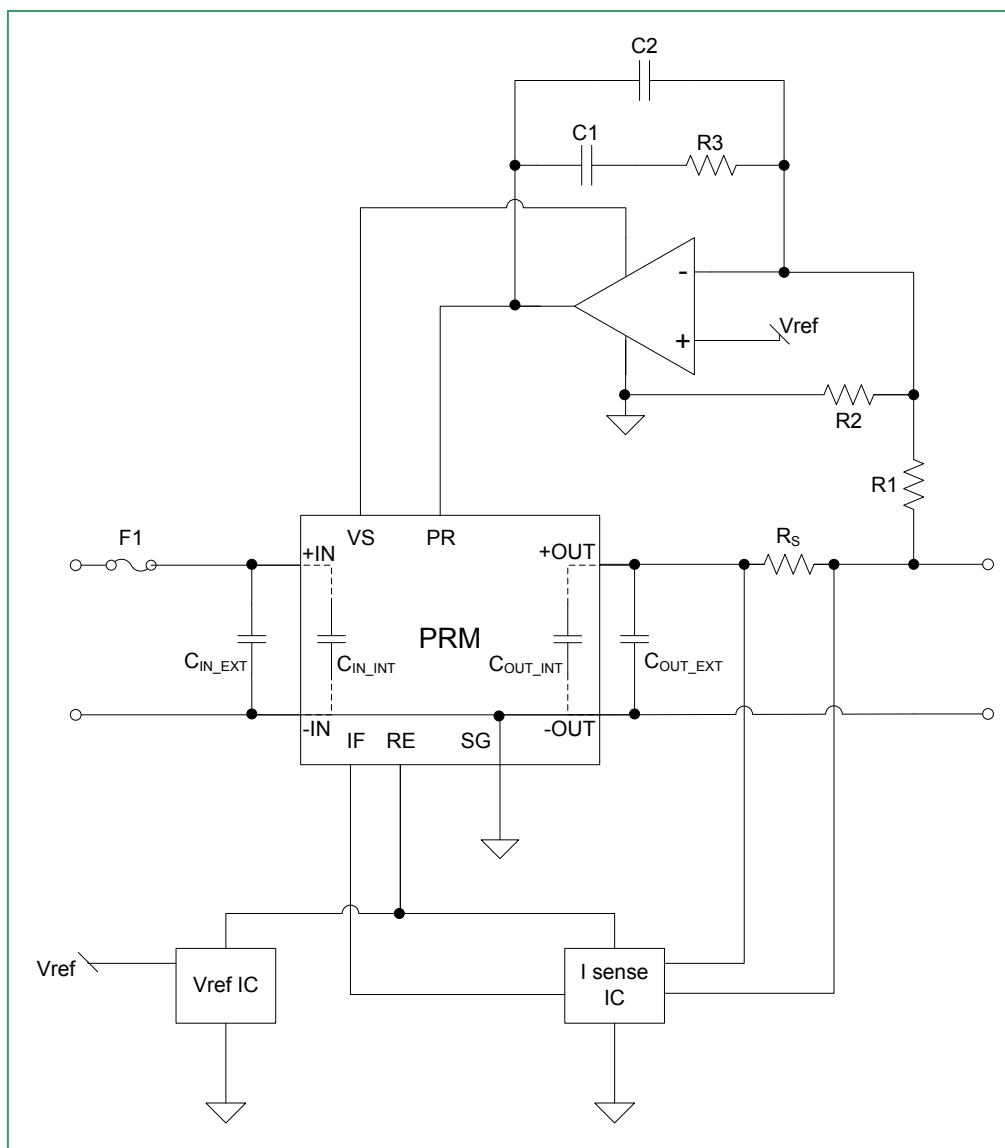 C2
C1
R3
-
Vref
+
R2
R1
F1
VS
PR
RS
+IN
+OUT
PRM
CIN_EXT
CIN_INT
COUT_INT
COUT_EXT
-IN
-OUT
IF
RE
SG
Vref
Vref IC
I sense
IC